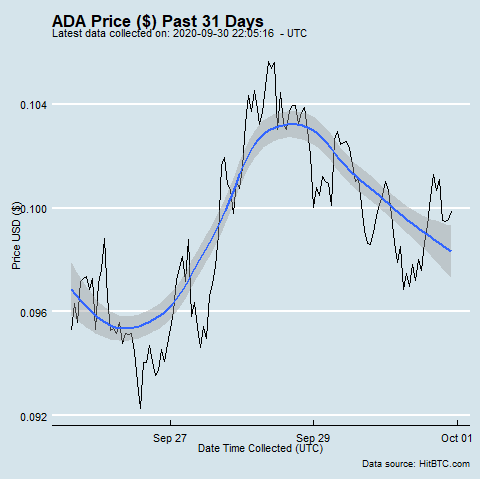 ADA Price ($) Past 31 Days
Latest data collected on: 2020-09-30 22:05:16 - UTC
0.104
0.100
0.096
0.092
Price USD ($)
Sep 27
Sep 29
Oct 01
Date Time Collected (UTC)
Data source: HitBTC.com